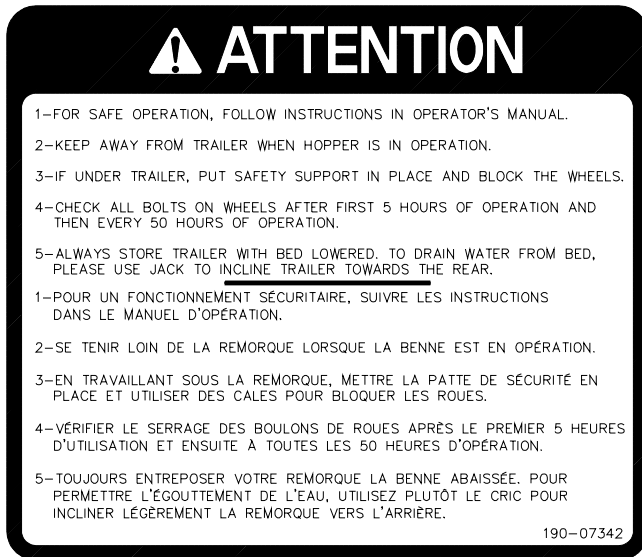 ATTENTION
1-FOR SAFE OPERATION, FOLLOW INSTRUCTIONS IN OPERATOR'S MANUAL.
2-KEEP AWAY FROM TRAILER WHEN HOPPER IS IN OPERATION.
3-IF UNDER TRAILER, PUT SAFETY SUPPORT IN PLACE AND BLOCK THE WHEELS.
4-CHECK ALL BOLTS ON WHEELS AFTER FIRST 5 HOURS OF OPERATION AND
THEN EVERY 50 HOURS OF OPERATION.
5-ALWAYS STORE TRAILER WITH BED LOWERED. TO DRAIN WATER FROM BED,
PLEASE USE JACK TO INCLINE TRAILER TOWARDS THE REAR.
1-POUR UN FONCTIONNEMENT SÉCURITAIRE, SUIVRE LES INSTRUCTIONS
DANS LE MANUEL D'OPÉRATION.
2-SE TENIR LOIN DE LA REMORQUE LORSQUE LA BENNE EST EN OPÉRATION.
3-EN TRAVAILLANT SOUS LA REMORQUE, METTRE LA PATTE DE SÉCURITÉ EN
PLACE ET UTILISER DES CALES POUR BLOQUER LES ROUES.
4-VÉRIFIER LE SERRAGE DES BOULONS DE ROUES APRÈS LE PREMIER 5 HEURES
D'UTILISATION ET ENSUITE À TOUTES LES 50 HEURES D'OPÉRATION.
5-TOUJOURS ENTREPOSER VOTRE REMORQUE LA BENNE ABAISSÉE. POUR
PERMETTRE L'ÉGOUTTEMENT DE L'EAU, UTILISEZ PLUTÔT LE CRIC POUR
INCLINER LÉGÈREMENT LA REMORQUE VERS L'ARRIÈRE.
190-07342